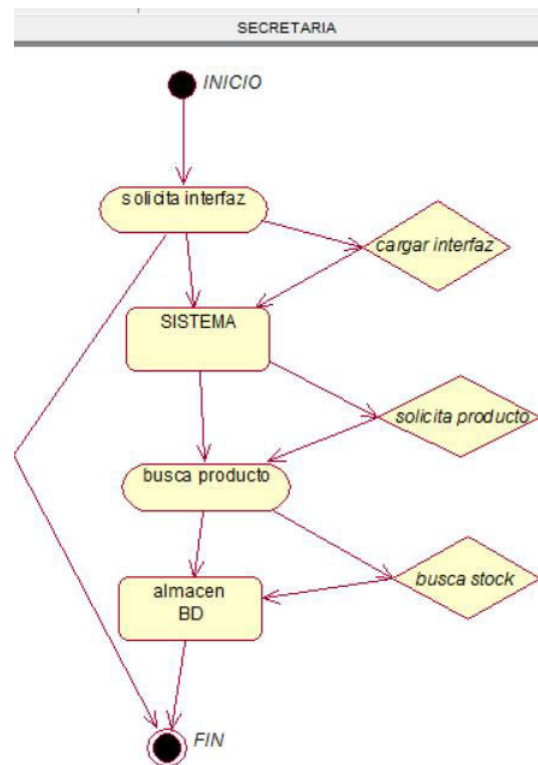 SECRETARIA
INICIO
solicita interfaz
cargar interfaz
SISTEMA
solicita producto
busca producto
busca stock
almacen
BD
FIN